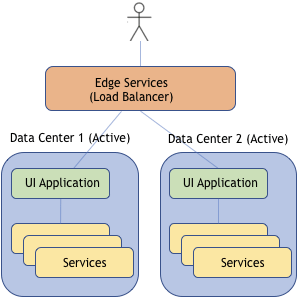 Edge Services
(Load Balancer)
Data Center 1 (Active)
Data Center 2 (Active)
UI Application
UI Application
Services
Services